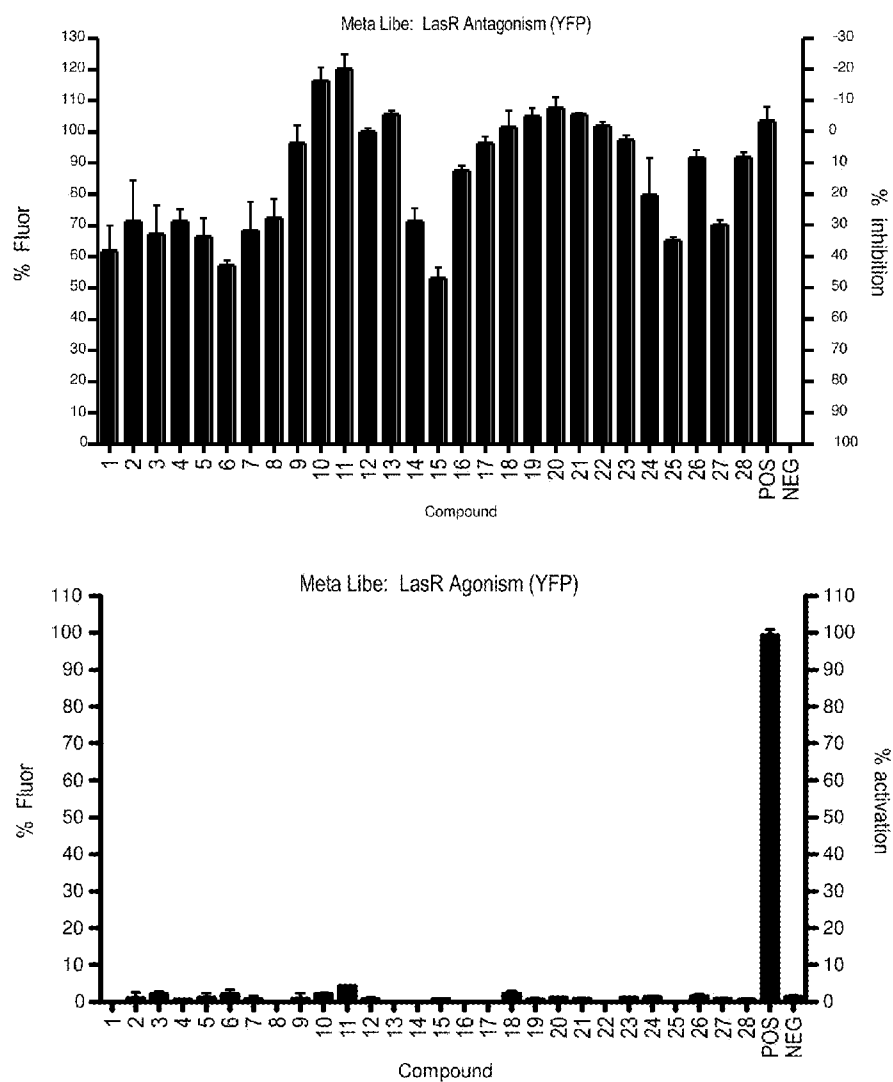 Meta Libe: LasR Antagonism (YFP)
130 -30
120 -20
110 -10
100 0
90 10
80 20
70 30
60 40
50 50
40 60
30 70
20 80
10 90
0 100
% Fluor
% inhibition
1 2 3 4 5 6 7 8 9 10 11 12 13 14 15 16 17 18 19 20 21 22 23 24 25 26 27 28 POS NEG
Compound
Meta Libe: LasR Agonism (YFP)
110 110
100 100
90 90
80 80
70 70
60 60
50 50
40 40
30 30
20 20
10 10
0 0
% Fluor
% activation
1 2 3 4 5 6 7 8 9 10 11 12 13 14 15 16 17 18 19 20 21 22 23 24 25 26 27 28 POS NEG
Compound